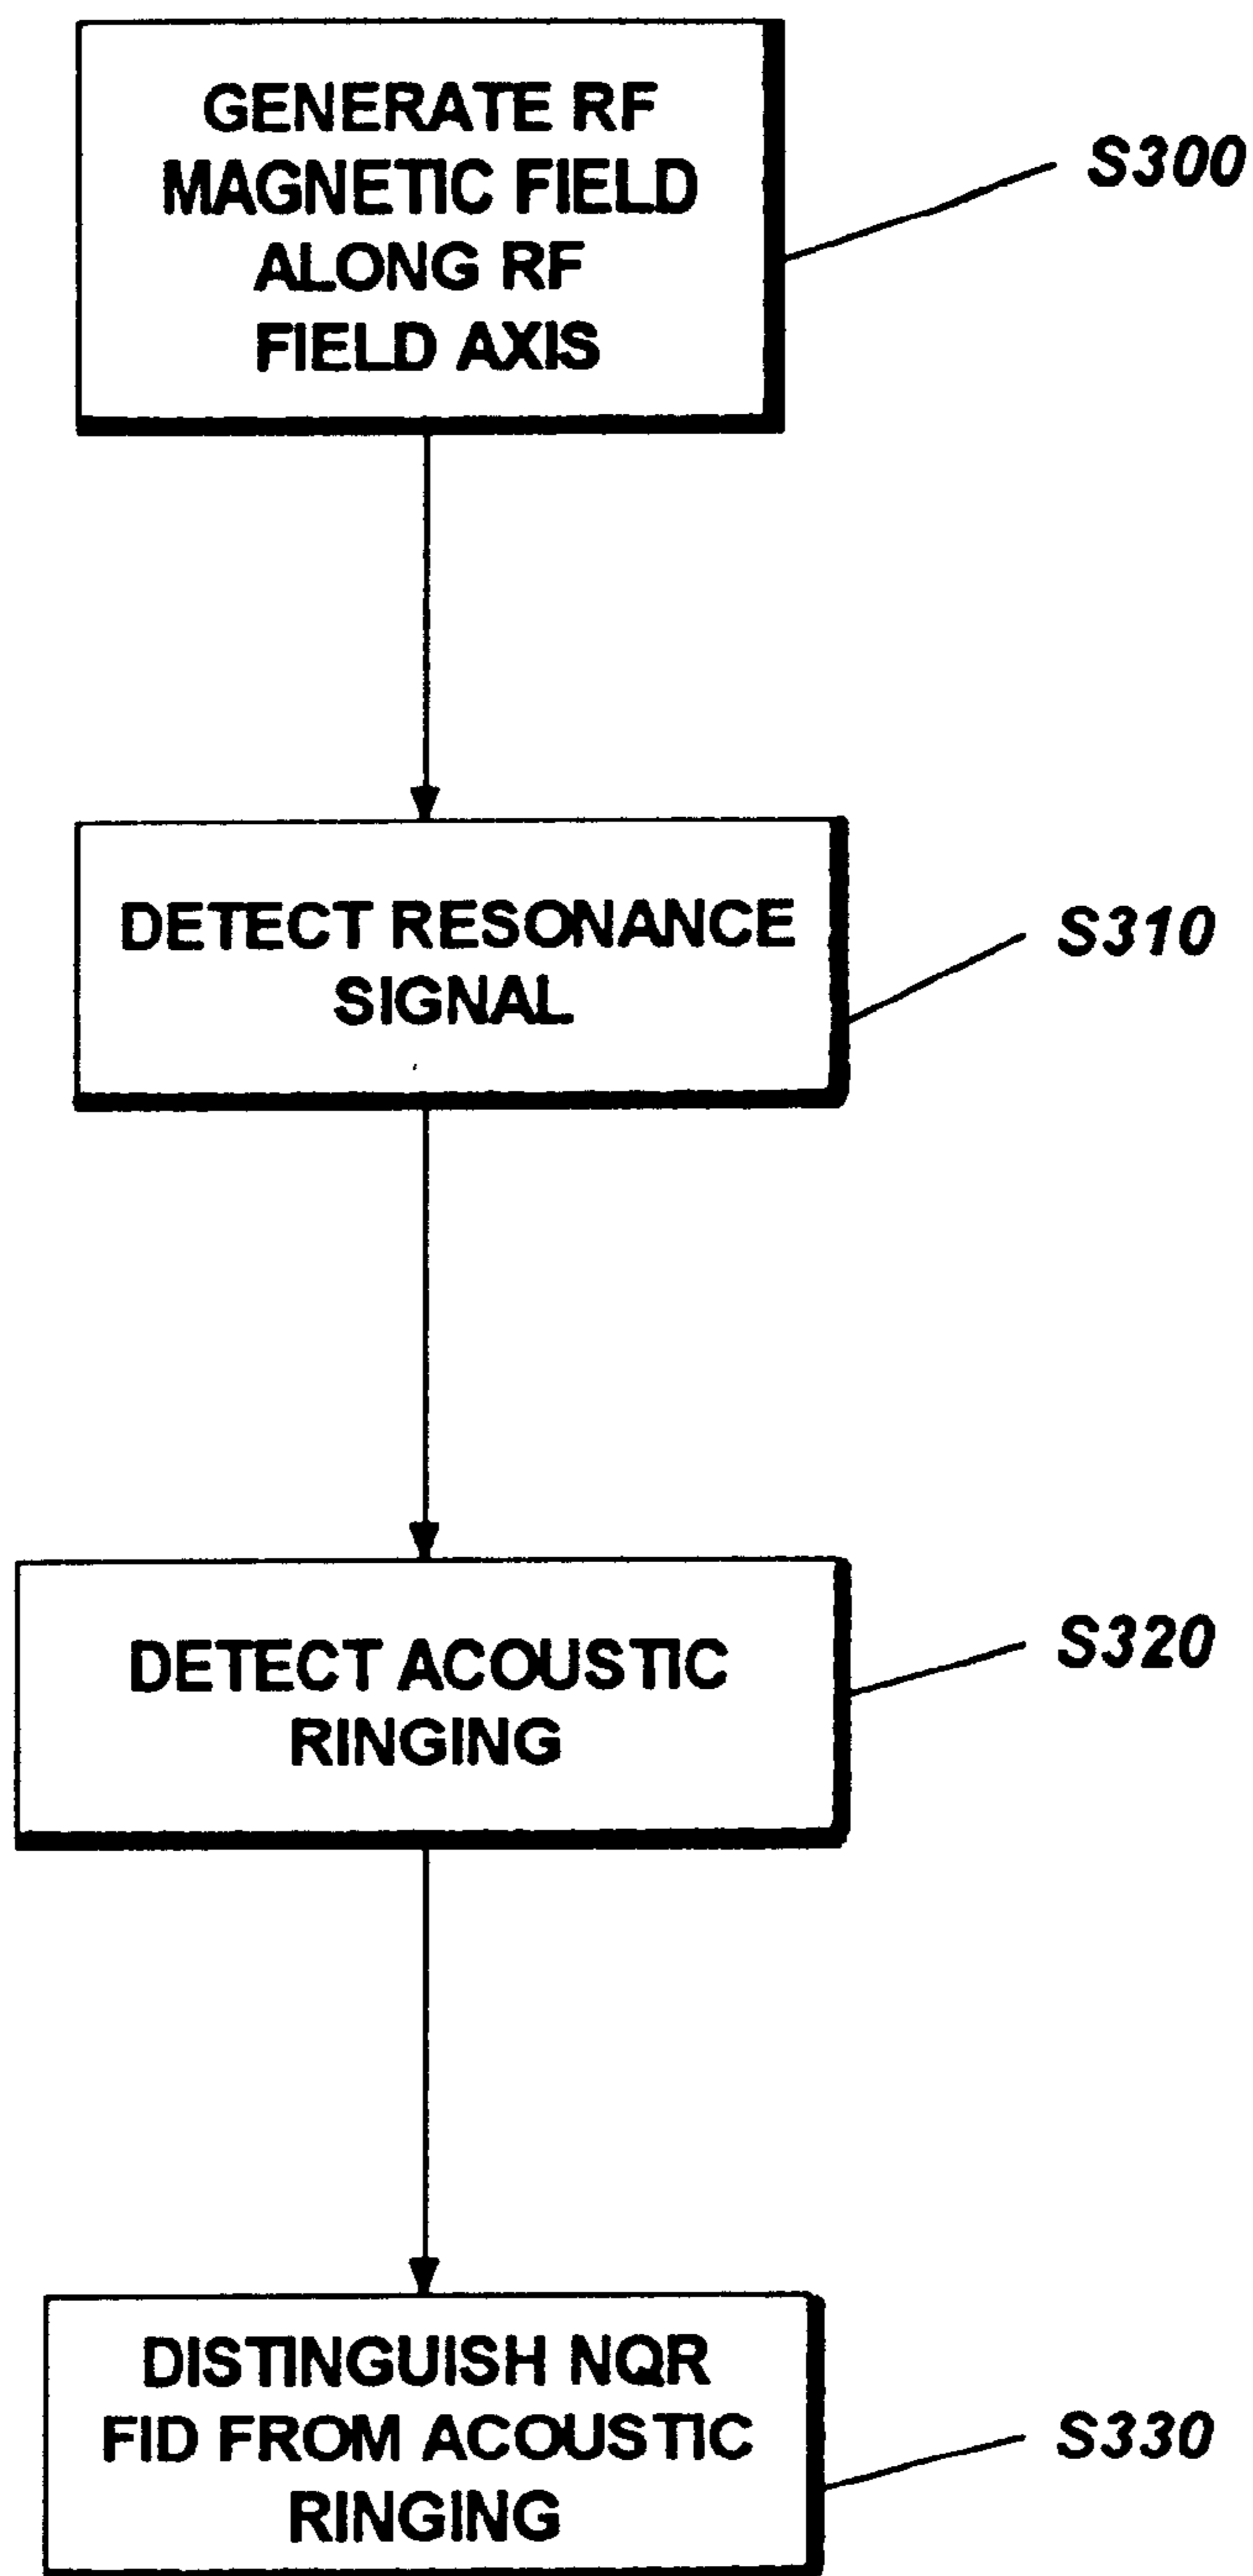 GENERATE RF
MAGNETIC FIELD
ALONG RF
FIELD AXIS
S300
DETECT RESONANCE
SIGNAL
S310
DETECT ACOUSTIC
RINGING
S320
DISTINGUISH NQR
FID FROM ACOUSTIC
RINGING
S330